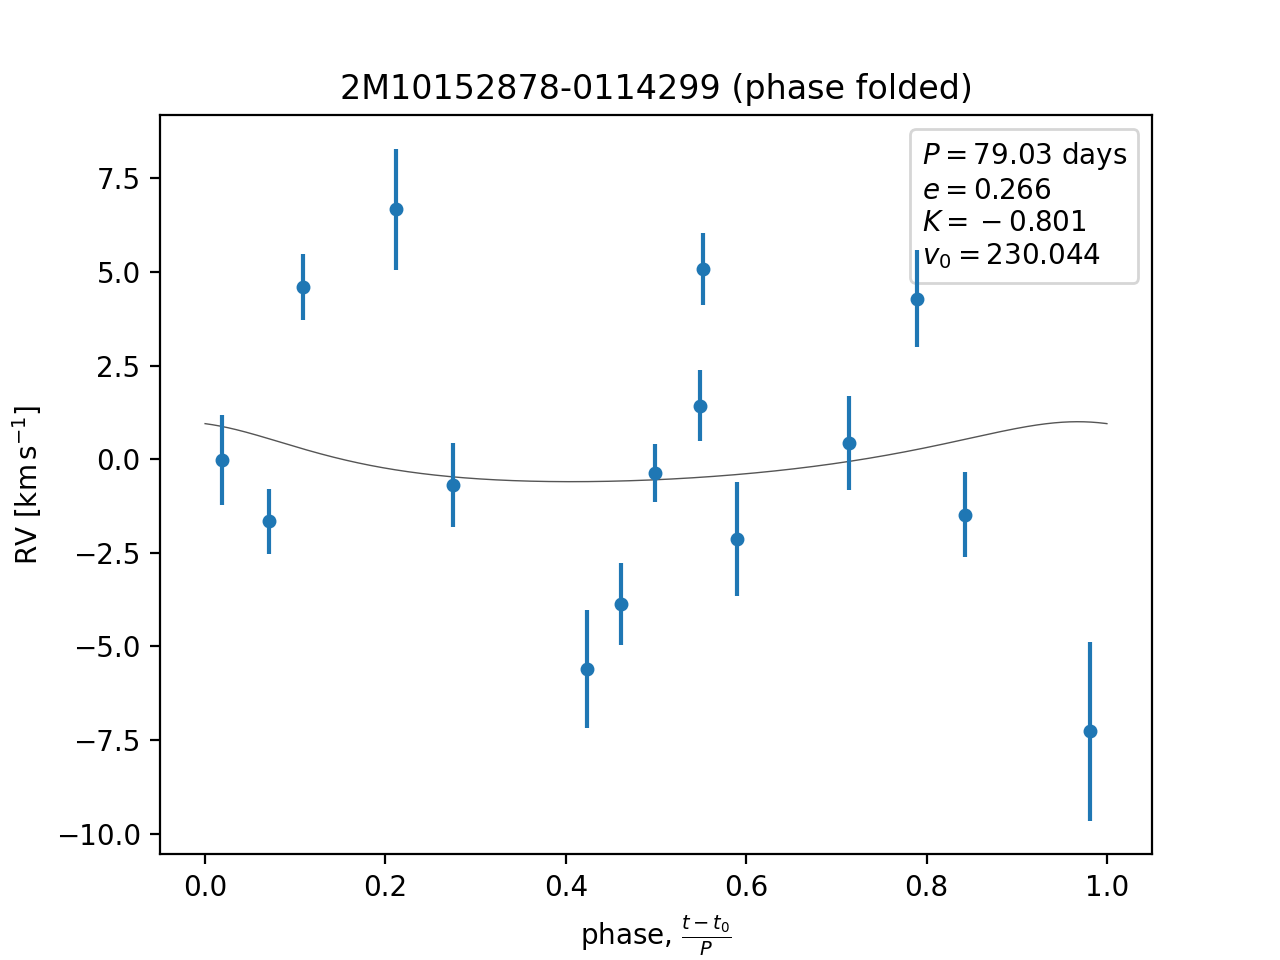 2M10152878-0114299 (phase folded)
P = 79.03 days
e = 0.266
K = −0.801
v₀ = 230.044
7.5
5.0
2.5
0.0
−2.5
−5.0
−7.5
−10.0
RV [km s⁻¹]
0.0 0.2 0.4 0.6 0.8 1.0
phase, (t − t₀)/P